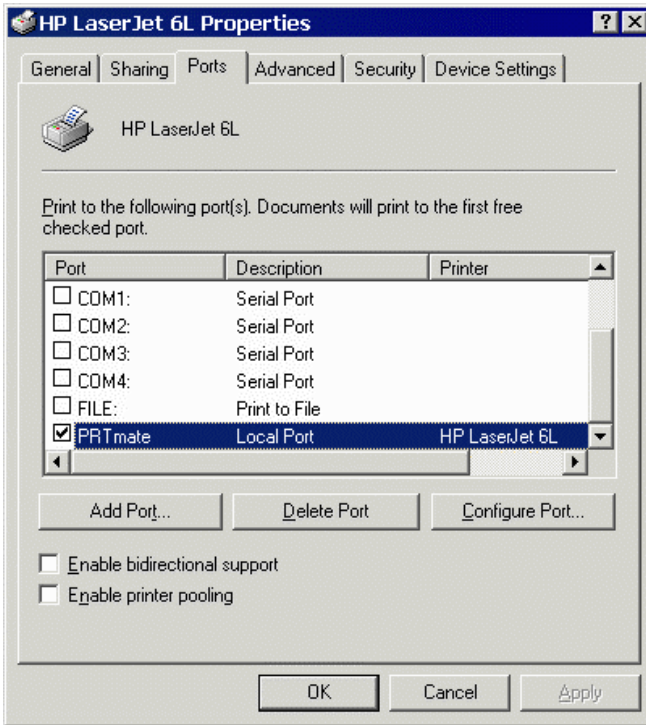 HP LaserJet 6L Properties
General Sharing Ports Advanced Security Device Settings
HP LaserJet 6L
Print to the following port(s). Documents will print to the first free
checked port.
Port Description Printer
COM1: Serial Port
COM2: Serial Port
COM3: Serial Port
COM4: Serial Port
FILE: Print to File
PRTmate Local Port HP LaserJet 6L
Add Port... Delete Port Configure Port...
Enable bidirectional support
Enable printer pooling
OK Cancel Apply